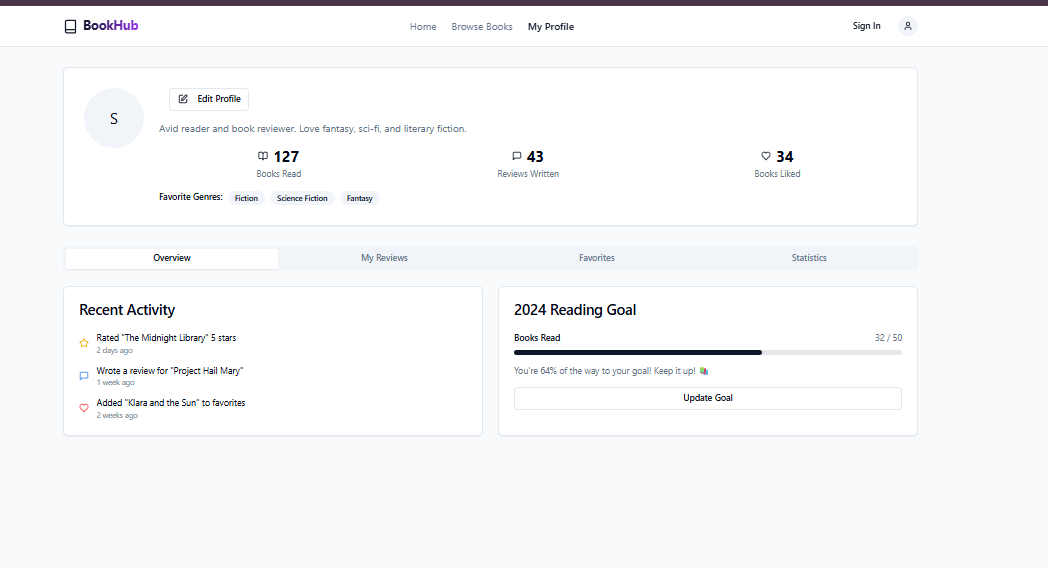 BookHub
Home Browse Books My Profile
Sign In
S
Edit Profile
Avid reader and book reviewer. Love fantasy, sci-fi, and literary fiction.
127 43 34
Books Read Reviews Written Books Liked
Favorite Genres: Fiction Science Fiction Fantasy
Overview My Reviews Favorites Statistics
Recent Activity
Rated "The Midnight Library" 5 stars
2 days ago
Wrote a review for "Project Hail Mary"
1 week ago
Added "Klara and the Sun" to favorites
2 weeks ago
2024 Reading Goal
Books Read 32 / 50
You're 64% of the way to your goal! Keep it up! 📚
Update Goal